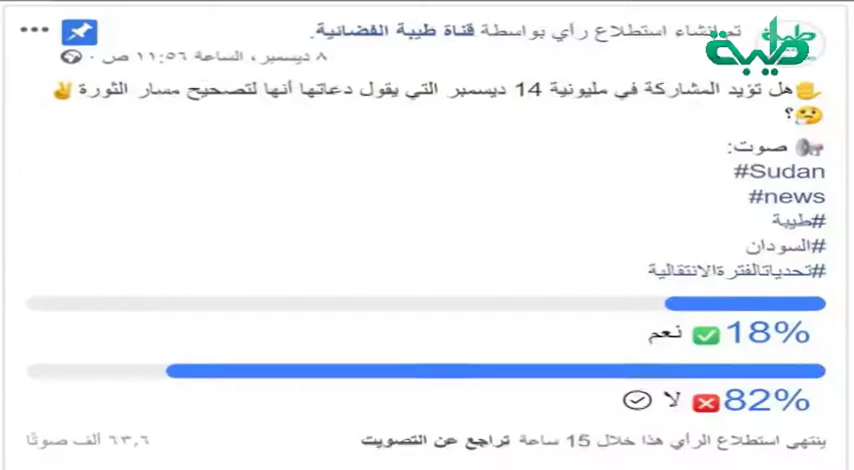 تم إنشاء استطلاع رأي بواسطة قناة طيبة الفضائية.
طيبة
٨ ديسمبر، الساعة ١١:٥٦ ص ·
هل تؤيد المشاركة في مليونية 14 ديسمبر التي يقول دعاتها أنها لتصحيح مسار الثورة
؟
صوت:
#Sudan
#news
#طيبة
#السودان
#تحدياتالفترةالانتقالية
18% نعم
82% لا
ينتهي استطلاع الرأي هذا خلال 15 ساعة تراجع عن التصويت ٦٣,٦ ألف صوتًا